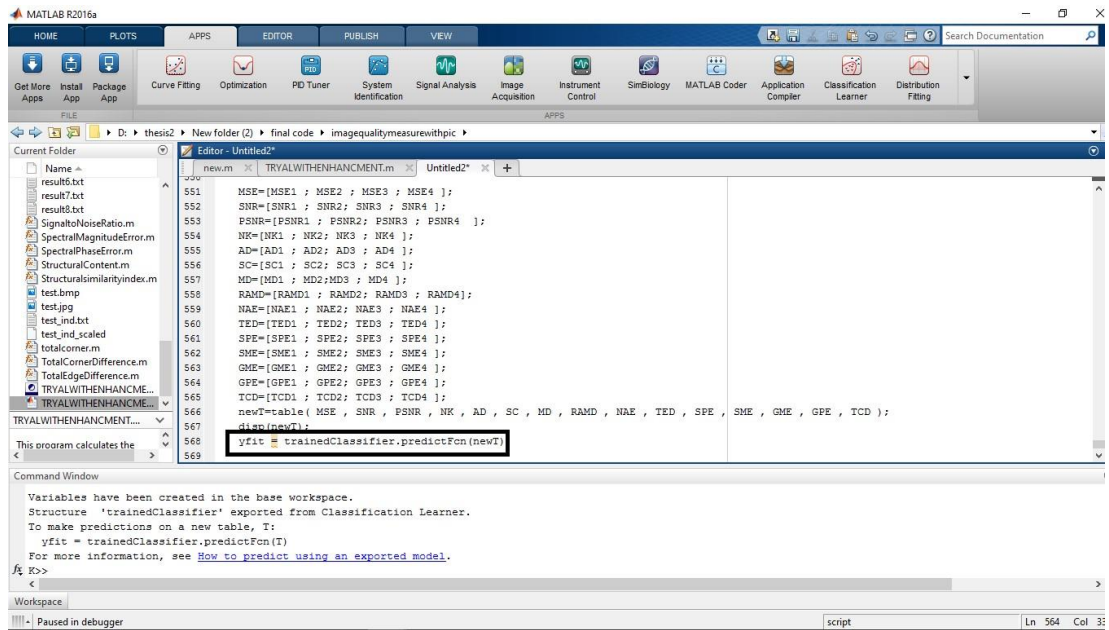 MATLAB R2016a
HOME PLOTS APPS EDITOR PUBLISH VIEW Search Documentation
Get More Apps Install App Package App Curve Fitting Optimization PID Tuner System Identification Signal Analysis Image Acquisition Instrument Control SimBiology MATLAB Coder Application Compiler Classification Learner Distribution Fitting
FILE APPS
D: thesis2 New folder (2) final code imagequalitymeasurewithpic
Current Folder
Name
result6.txt
result7.txt
result8.txt
SignaltoNoiseRatio.m
SpectralMagnitudeError.m
SpectralPhaseError.m
StructuralContent.m
Structuralsimilarityindex.m
test.bmp
test.jpg
test_ind.txt
test_ind_scaled
totalcorner.m
TotalCornerDifference.m
TotalEdgeDifference.m
TRYALWITHENHANCME...
TRYALWITHENHANCME...
TRYALWITHENHANCMENT....
This program calculates the
Editor - Untitled2*
new.m TRYALWITHENHANCMENT.m Untitled2*
550
551 MSE=[MSE1 ; MSE2 ; MSE3 ; MSE4 ];
552 SNR=[SNR1 ; SNR2; SNR3 ; SNR4 ];
553 PSNR=[PSNR1 ; PSNR2; PSNR3 ; PSNR4 ];
554 NK=[NK1 ; NK2; NK3 ; NK4 ];
555 AD=[AD1 ; AD2; AD3 ; AD4 ];
556 SC=[SC1 ; SC2; SC3 ; SC4 ];
557 MD=[MD1 ; MD2;MD3 ; MD4 ];
558 RAMD=[RAMD1 ; RAMD2; RAMD3 ; RAMD4];
559 NAE=[NAE1 ; NAE2; NAE3 ; NAE4 ];
560 TED=[TED1 ; TED2; TED3 ; TED4 ];
561 SPE=[SPE1 ; SPE2; SPE3 ; SPE4 ];
562 SME=[SME1 ; SME2; SME3 ; SME4 ];
563 GME=[GME1 ; GME2; GME3 ; GME4 ];
564 GPE=[GPE1 ; GPE2; GPE3 ; GPE4 ];
565 TCD=[TCD1 ; TCD2; TCD3 ; TCD4 ];
566 newT=table( MSE , SNR , PSNR , NK , AD , SC , MD , RAMD , NAE , TED , SPE , SME , GME , GPE , TCD );
567 disp(newT);
568 yfit = trainedClassifier.predictFcn(newT)
569
Command Window
Variables have been created in the base workspace.
Structure 'trainedClassifier' exported from Classification Learner.
To make predictions on a new table, T:
yfit = trainedClassifier.predictFcn(T)
For more information, see How to predict using an exported model.
fx K>>
Workspace
Paused in debugger script Ln 564 Col 33